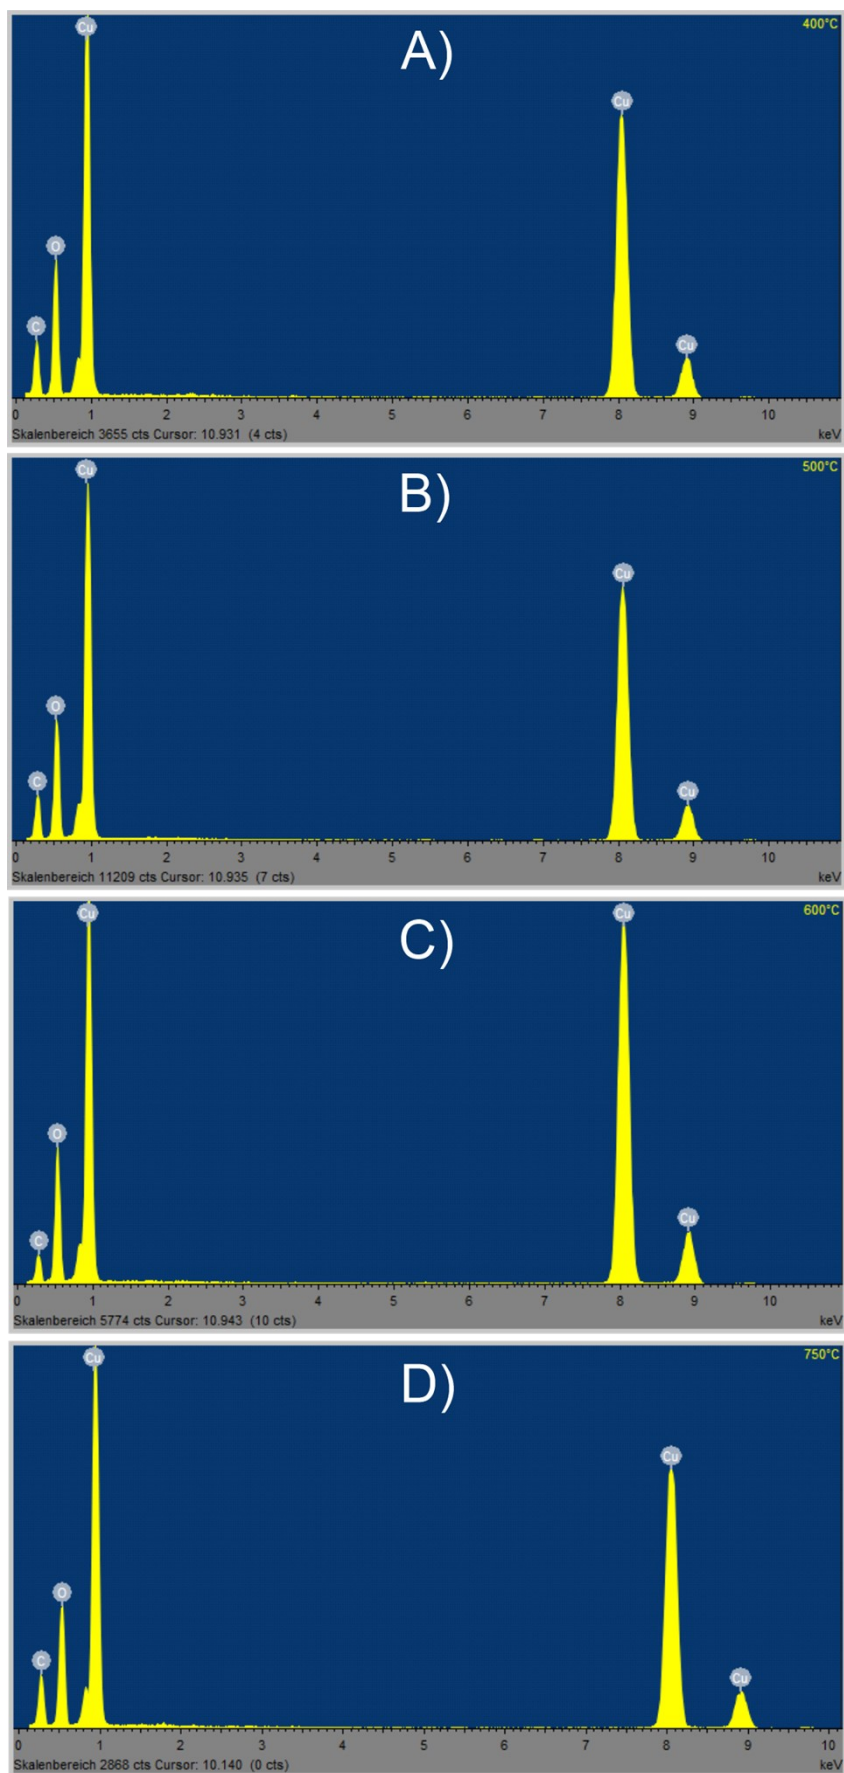 400°C
A)
Cu
Cu
O
C
Cu
0 1 2 3 4 5 6 7 8 9 10
Skalenbereich 3655 cts Cursor: 10.931 (4 cts) keV
500°C
B)
Cu
Cu
O
C
Cu
0 1 2 3 4 5 6 7 8 9 10
Skalenbereich 11209 cts Cursor: 10.935 (7 cts) keV
600°C
C)
Cu
Cu
O
C
Cu
0 1 2 3 4 5 6 7 8 9 10
Skalenbereich 5774 cts Cursor: 10.943 (10 cts) keV
750°C
D)
Cu
Cu
O
C
Cu
0 1 2 3 4 5 6 7 8 9 10
Skalenbereich 2868 cts Cursor: 10.140 (0 cts) keV